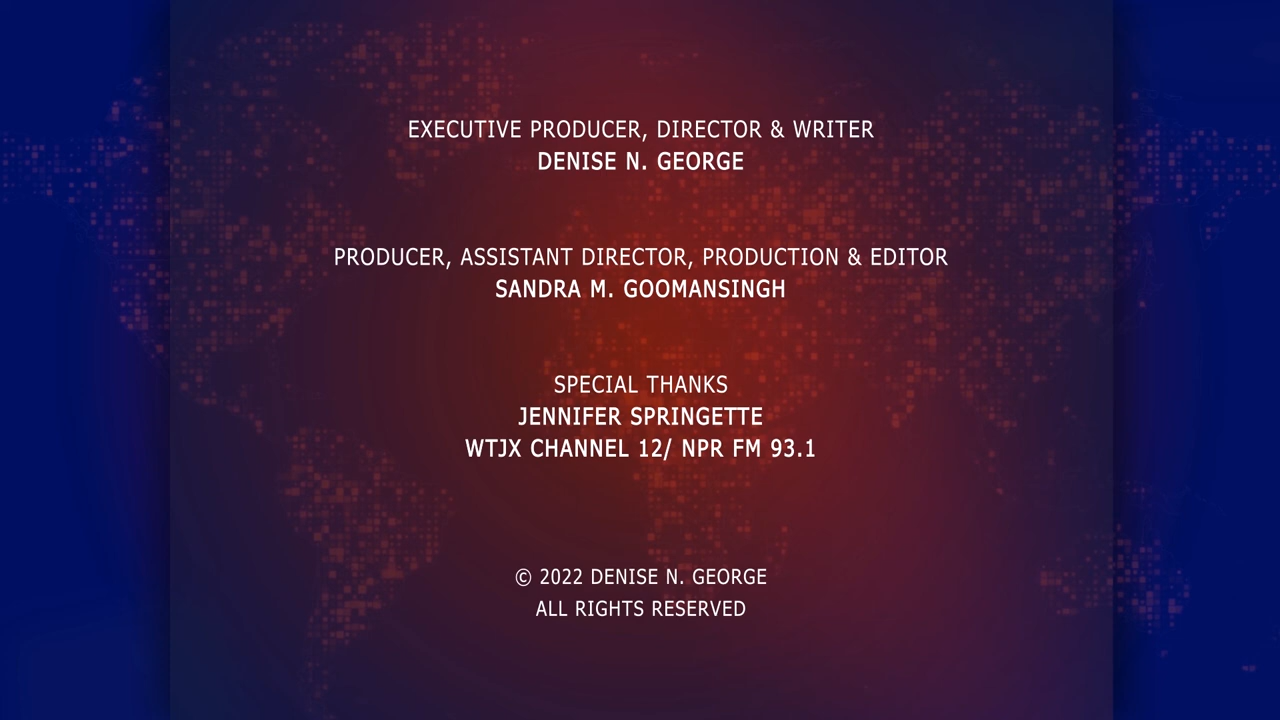 EXECUTIVE PRODUCER, DIRECTOR & WRITER
DENISE N. GEORGE
PRODUCER, ASSISTANT DIRECTOR, PRODUCTION & EDITOR
SANDRA M. GOOMANSINGH
SPECIAL THANKS
JENNIFER SPRINGETTE
WTJX CHANNEL 12/ NPR FM 93.1
© 2022 DENISE N. GEORGE
ALL RIGHTS RESERVED